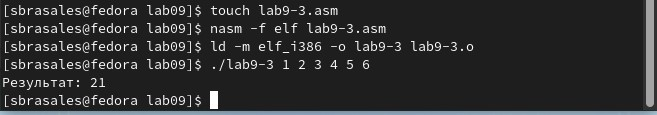 [sbrasales@fedora lab09]$ touch lab9-3.asm
[sbrasales@fedora lab09]$ nasm -f elf lab9-3.asm
[sbrasales@fedora lab09]$ ld -m elf_i386 -o lab9-3 lab9-3.o
[sbrasales@fedora lab09]$ ./lab9-3 1 2 3 4 5 6
Результат: 21
[sbrasales@fedora lab09]$